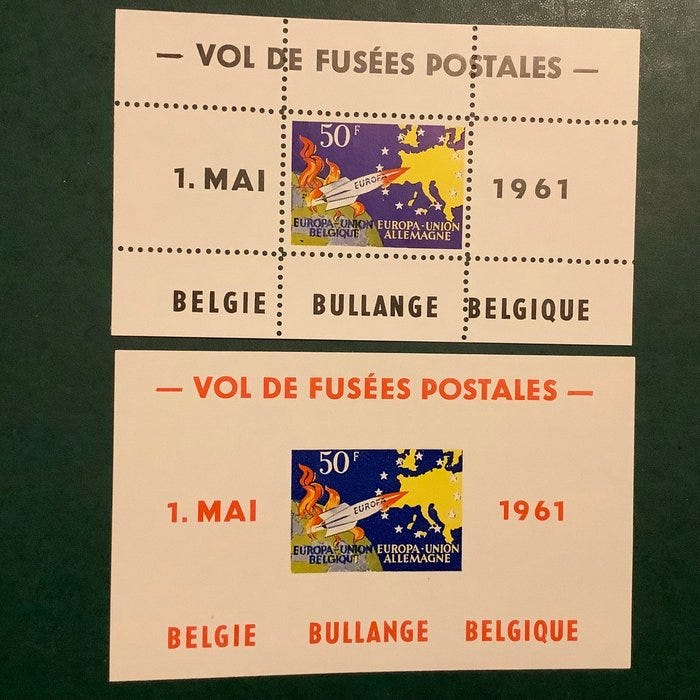 — VOL DE FUSÉES POSTALES —
50F
1. MAI
EUROPA
1961
EUROPA-UNION EUROPA-UNION
BELGIQUE ALLEMAGNE
BELGIE BULLANGE BELGIQUE
— VOL DE FUSÉES POSTALES —
50F
1. MAI
EUROPA
1961
EUROPA-UNION EUROPA-UNION
BELGIQUE ALLEMAGNE
BELGIE BULLANGE BELGIQUE